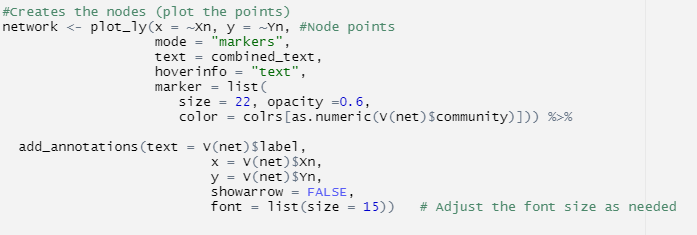 #Creates the nodes (plot the points)
network <- plot_ly(x = ~Xn, y = ~Yn, #Node points
mode = "markers",
text = combined_text,
hoverinfo = "text",
marker = list(
size = 22, opacity =0.6,
color = colrs[as.numeric(V(net)$community)])) %>%
add_annotations(text = V(net)$label,
x = V(net)$Xn,
y = V(net)$Yn,
showarrow = FALSE,
font = list(size = 15))   # Adjust the font size as needed